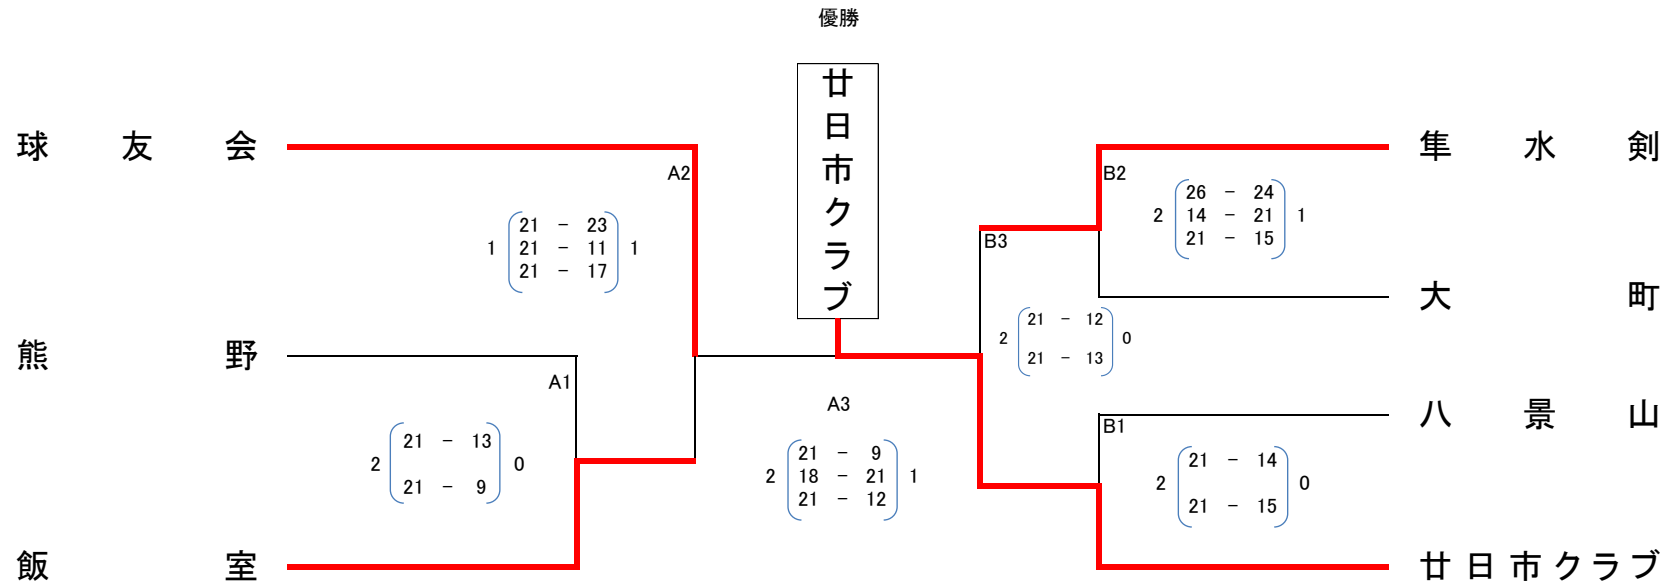 優勝
廿日市クラブ
球友会
A2
1 21 - 23 1
21 - 11
21 - 17
熊野
A1
2 21 - 13 0
21 - 9
飯室
A3
21 - 9
2 18 - 21 1
21 - 12
B3
2 21 - 12 0
21 - 13
隼水剣
B2
26 - 24
2 14 - 21 1
21 - 15
大町
八景山
B1
2 21 - 14 0
21 - 15
廿日市クラブ